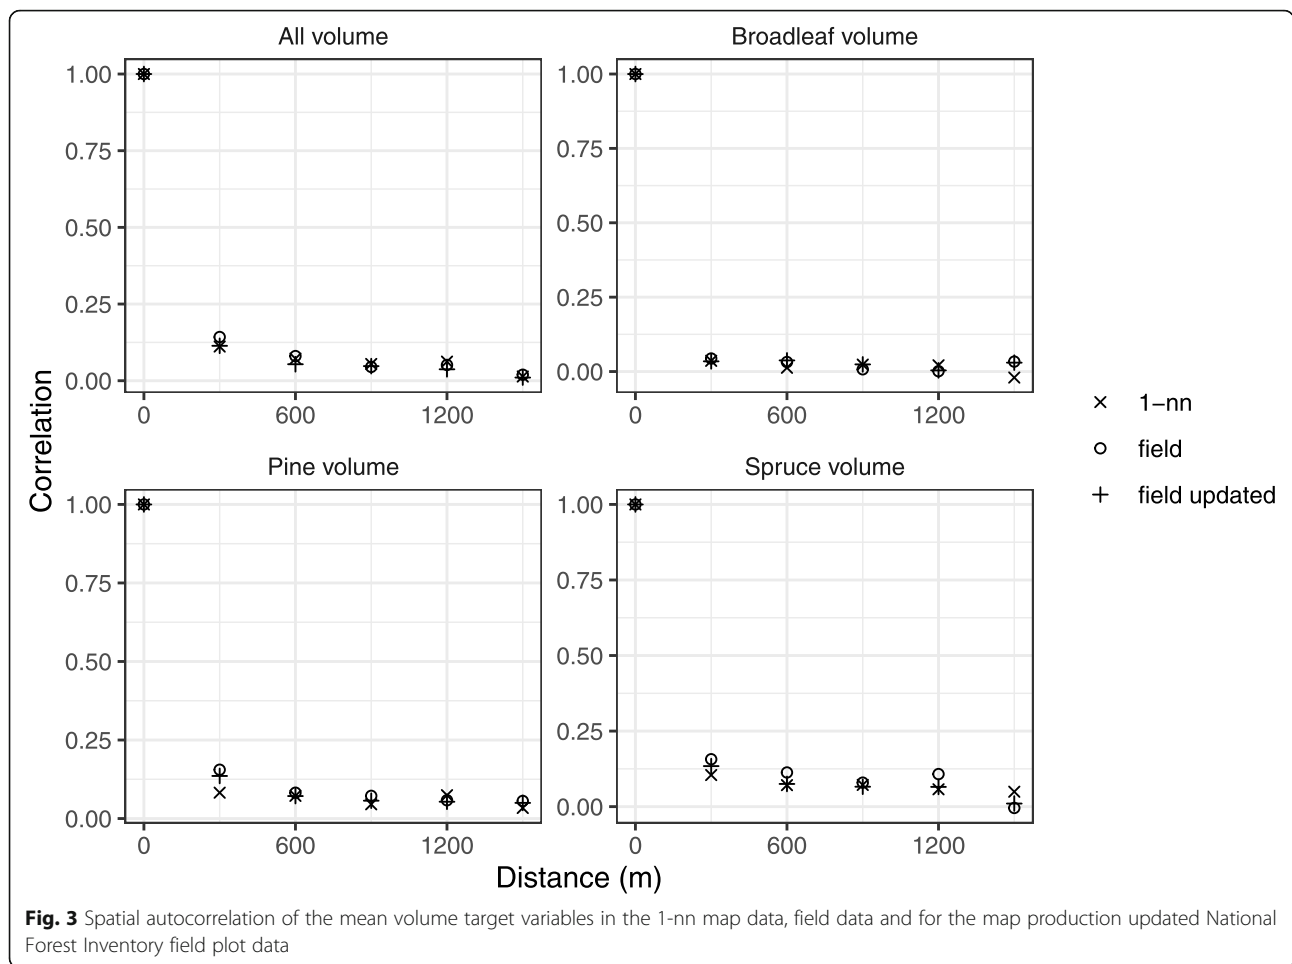 All volume
Broadleaf volume
1.00
0.75
0.50
0.25
0.00
0 600 1200
1.00
0.75
0.50
0.25
0.00
0 600 1200
Pine volume
Spruce volume
1.00
0.75
0.50
0.25
0.00
0 600 1200
1.00
0.75
0.50
0.25
0.00
0 600 1200
Correlation
Distance (m)
1−nn
field
field updated
Fig. 3 Spatial autocorrelation of the mean volume target variables in the 1-nn map data, field data and for the map production updated National
Forest Inventory field plot data